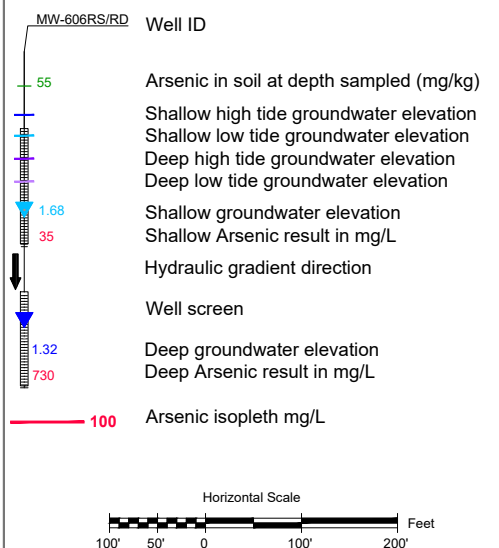 MW-606RS/RD Well ID
55 Arsenic in soil at depth sampled (mg/kg)
Shallow high tide groundwater elevation
Shallow low tide groundwater elevation
Deep high tide groundwater elevation
Deep low tide groundwater elevation
1.68 Shallow groundwater elevation
35 Shallow Arsenic result in mg/L
Hydraulic gradient direction
Well screen
1.32 Deep groundwater elevation
730 Deep Arsenic result in mg/L
100 Arsenic isopleth mg/L
Horizontal Scale
Feet
100' 50' 0 100' 200'